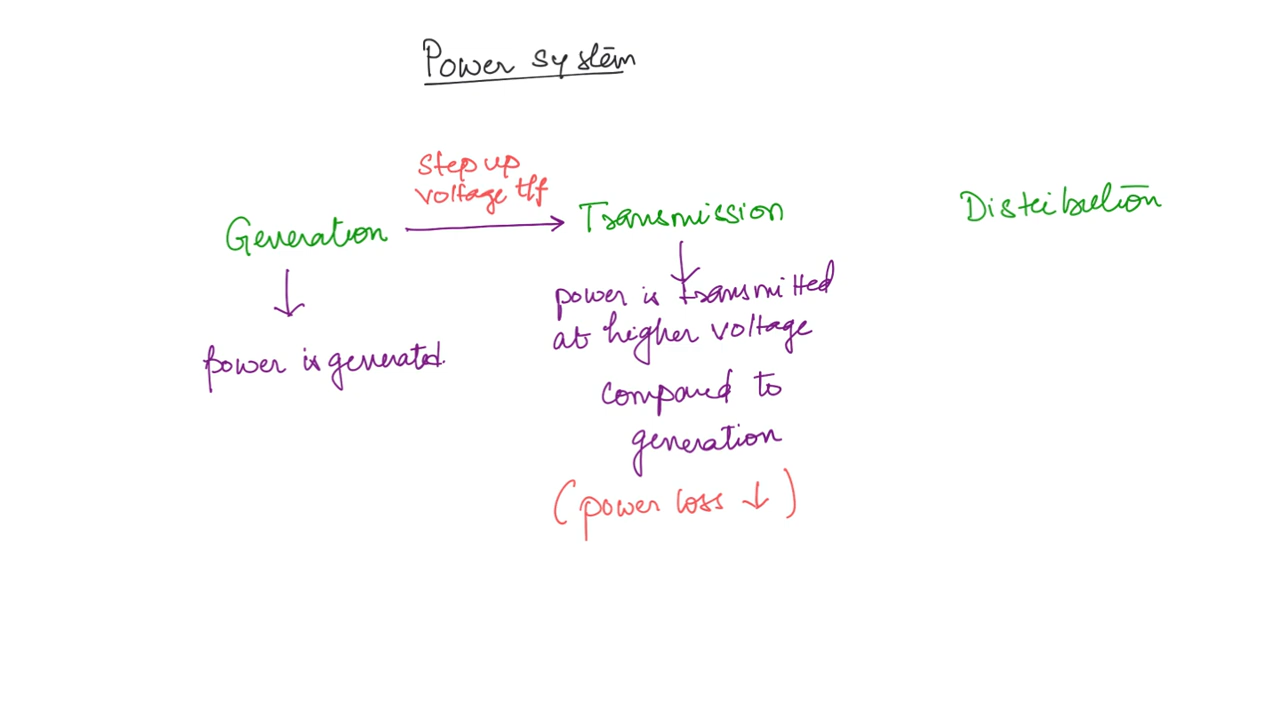 Power system
Step up
voltage t/f
Generation
Transmission
Distribution
power is generated.
power is transmitted
at higher voltage
compared to
generation
(power loss ↓)